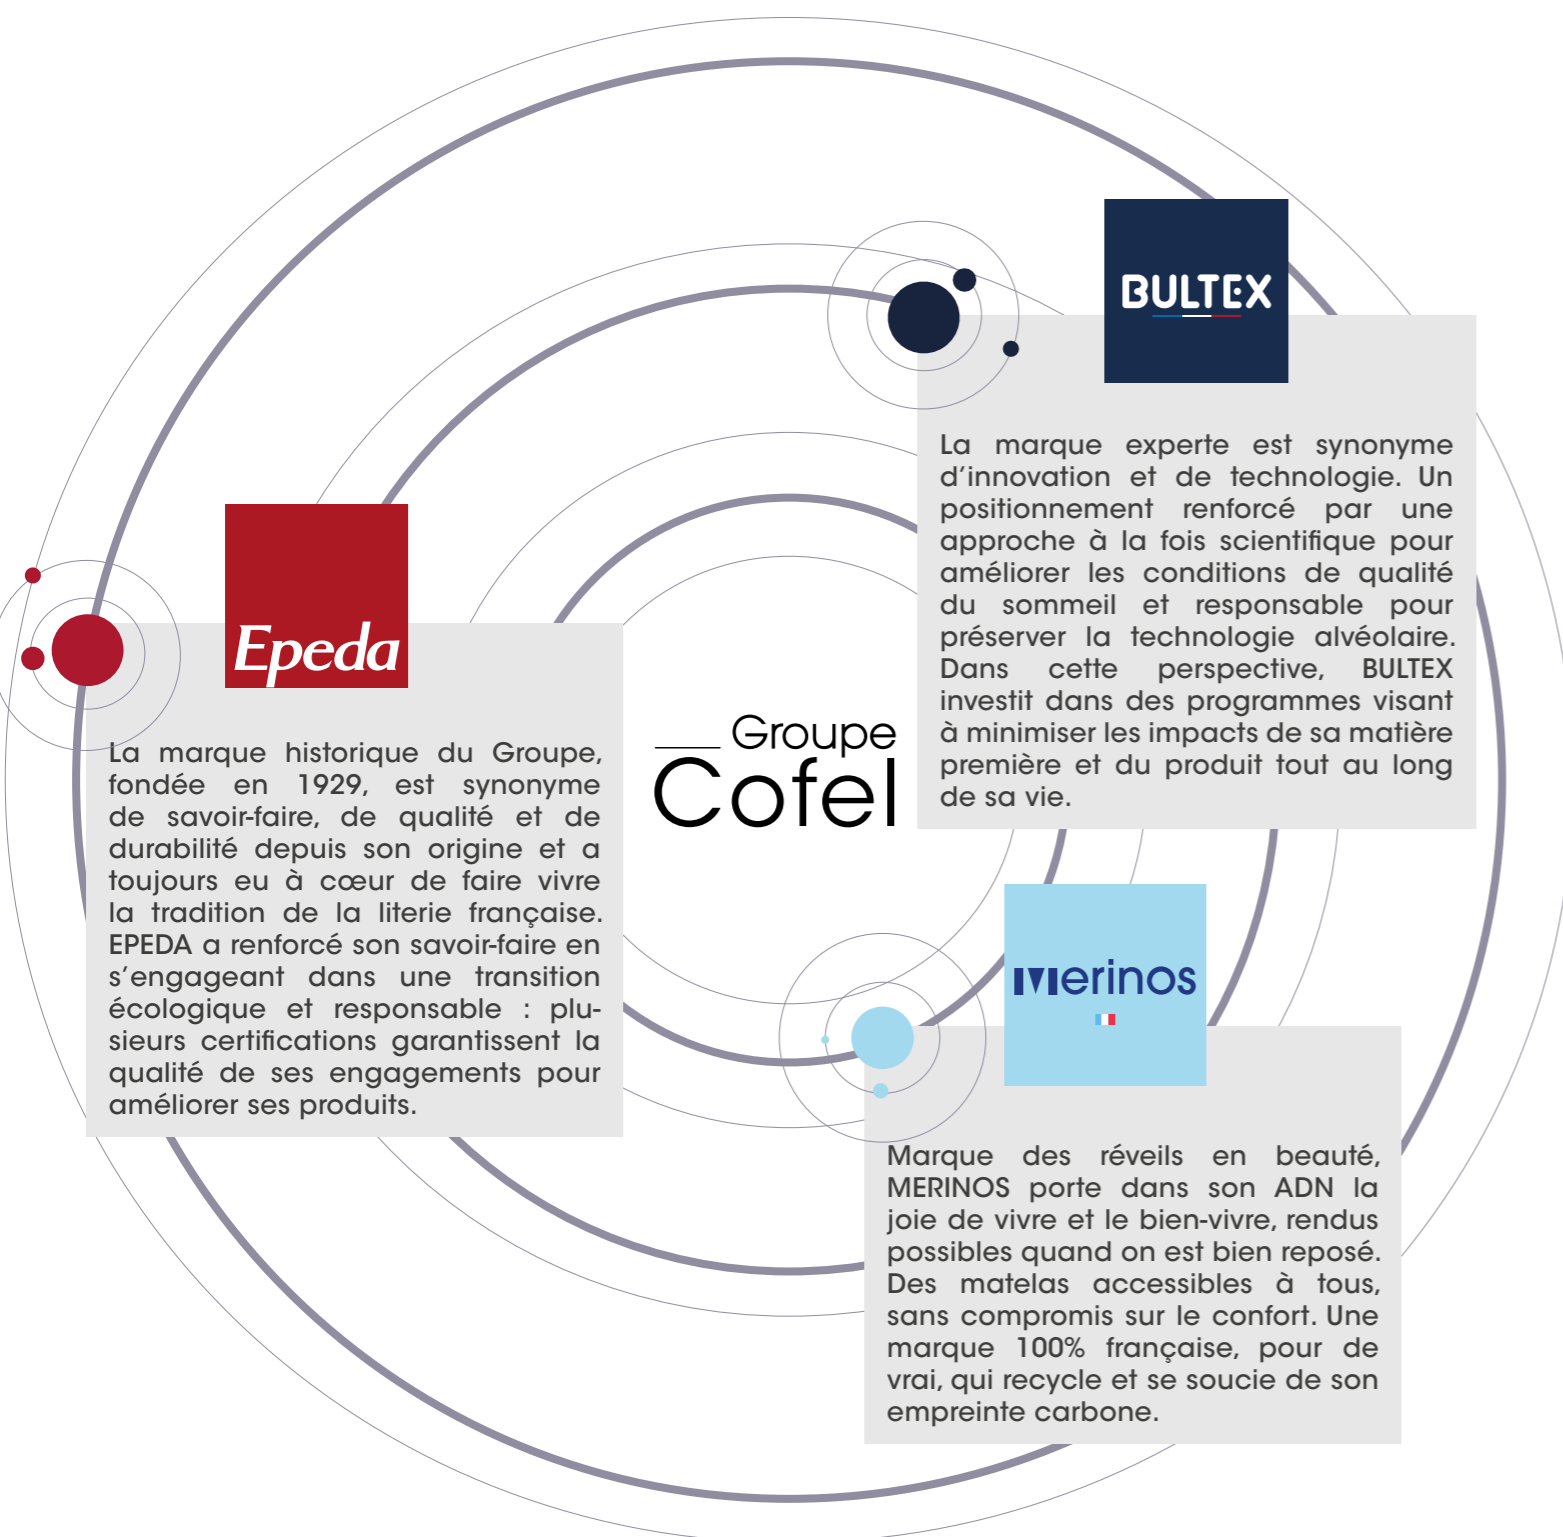 BULTEX
La marque experte est synonyme
d’innovation et de technologie. Un
positionnement renforcé par une
approche à la fois scientifique pour
améliorer les conditions de qualité
du sommeil et responsable pour
préserver la technologie alvéolaire.
Dans cette perspective, BULTEX
investit dans des programmes visant
à minimiser les impacts de sa matière
première et du produit tout au long
de sa vie.
Epeda
La marque historique du Groupe,
fondée en 1929, est synonyme
de savoir-faire, de qualité et de
durabilité depuis son origine et a
toujours eu à cœur de faire vivre
la tradition de la literie française.
EPEDA a renforcé son savoir-faire en
s’engageant dans une transition
écologique et responsable : plu-
sieurs certifications garantissent la
qualité de ses engagements pour
améliorer ses produits.
Groupe
Cofel
Merinos
Marque des réveils en beauté,
MERINOS porte dans son ADN la
joie de vivre et le bien-vivre, rendus
possibles quand on est bien reposé.
Des matelas accessibles à tous,
sans compromis sur le confort. Une
marque 100% française, pour de
vrai, qui recycle et se soucie de son
empreinte carbone.